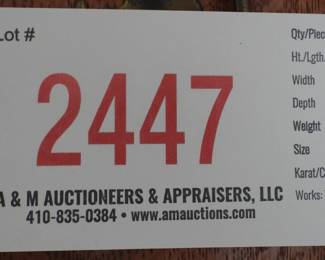 Lot #
2447
A & M AUCTIONEERS & APPRAISERS, LLC
410-835-0384 • www.amauctions.com
Qty/Piec
Ht./Lgth.
Width
Depth
Weight
Size
Karat/C
Works: